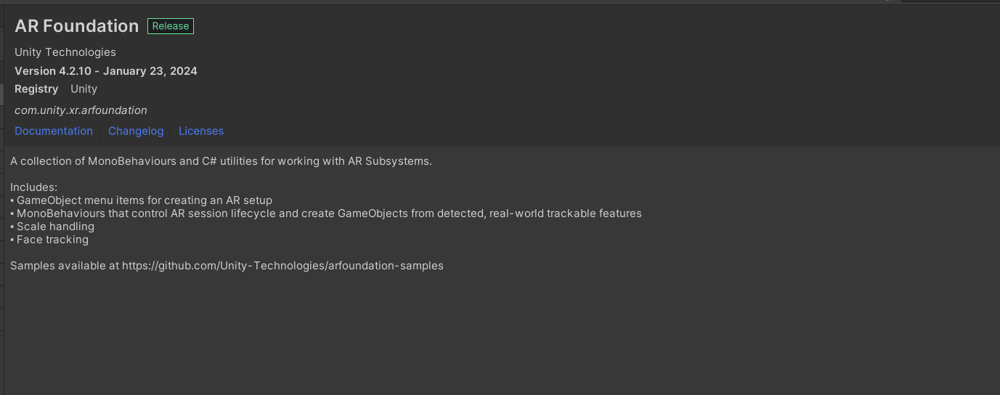 AR Foundation Release
Unity Technologies
Version 4.2.10 - January 23, 2024
Registry Unity
com.unity.xr.arfoundation
Documentation Changelog Licenses
A collection of MonoBehaviours and C# utilities for working with AR Subsystems.
Includes:
▪ GameObject menu items for creating an AR setup
▪ MonoBehaviours that control AR session lifecycle and create GameObjects from detected, real-world trackable features
▪ Scale handling
▪ Face tracking
Samples available at https://github.com/Unity-Technologies/arfoundation-samples